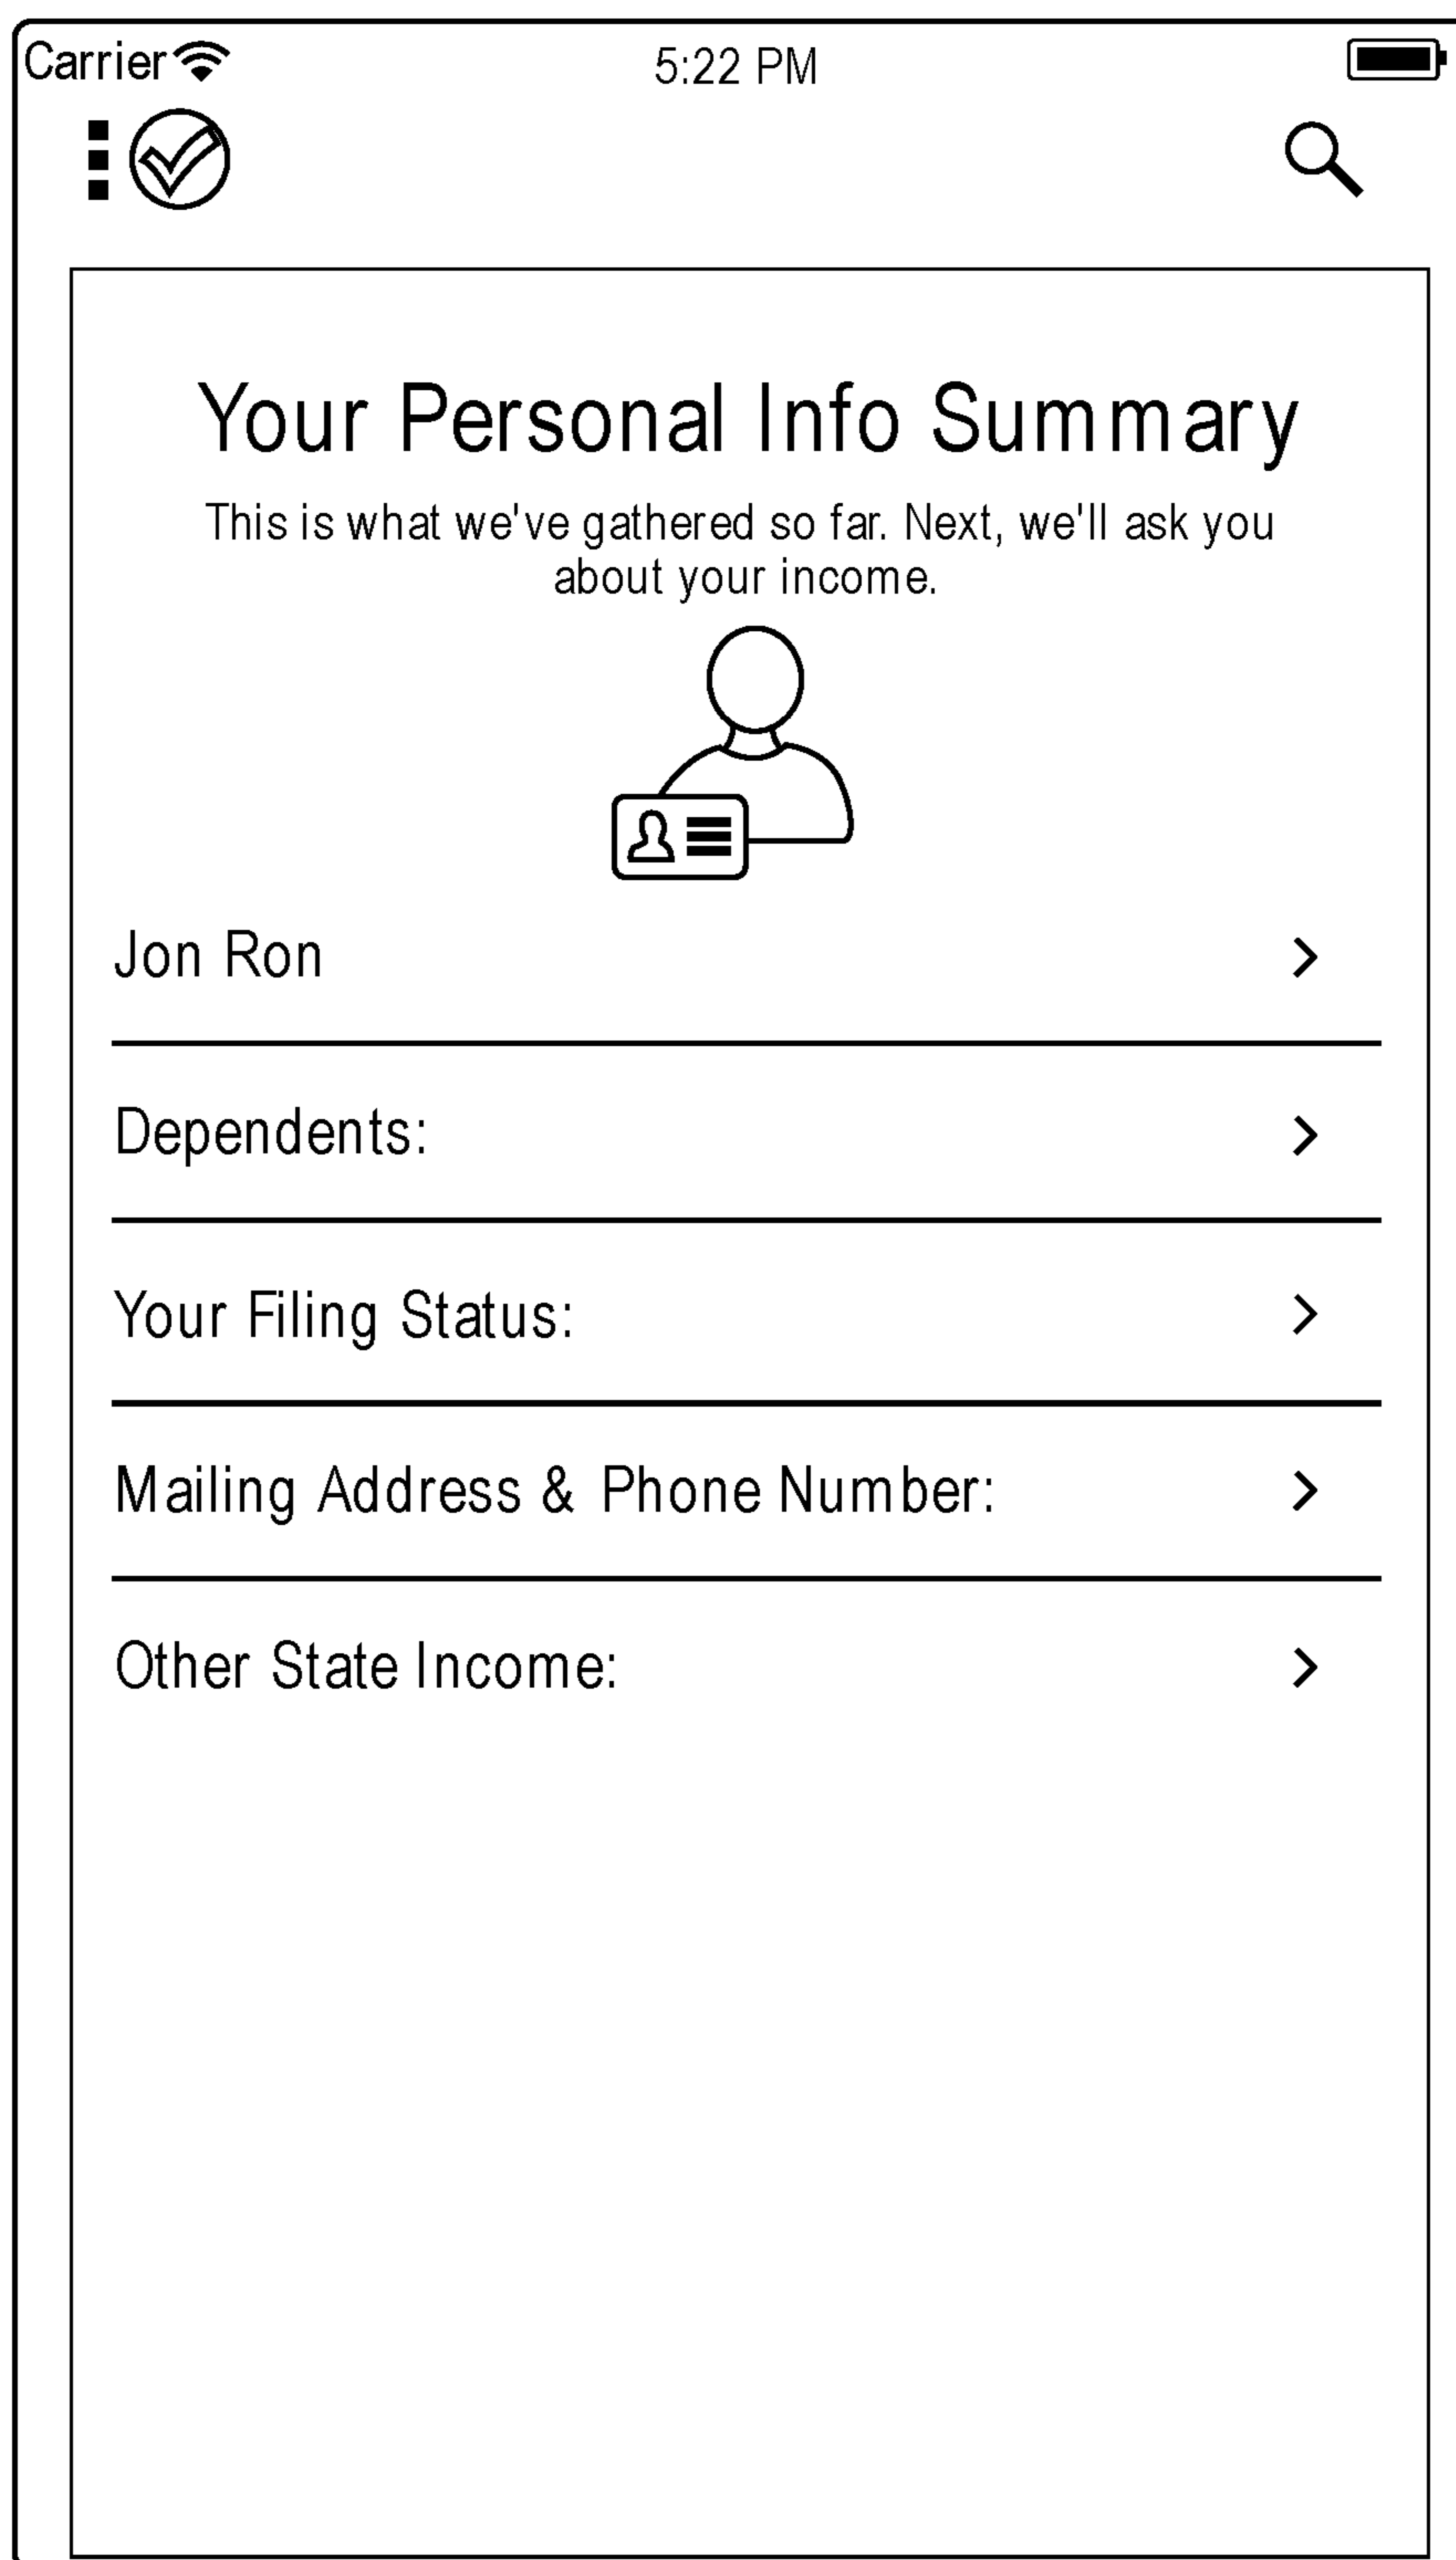 Carrier
5:22 PM
Your Personal Info Summary
This is what we've gathered so far. Next, we'll ask you
about your income.
Jon Ron
Dependents:
Your Filing Status:
Mailing Address & Phone Number:
Other State Income: